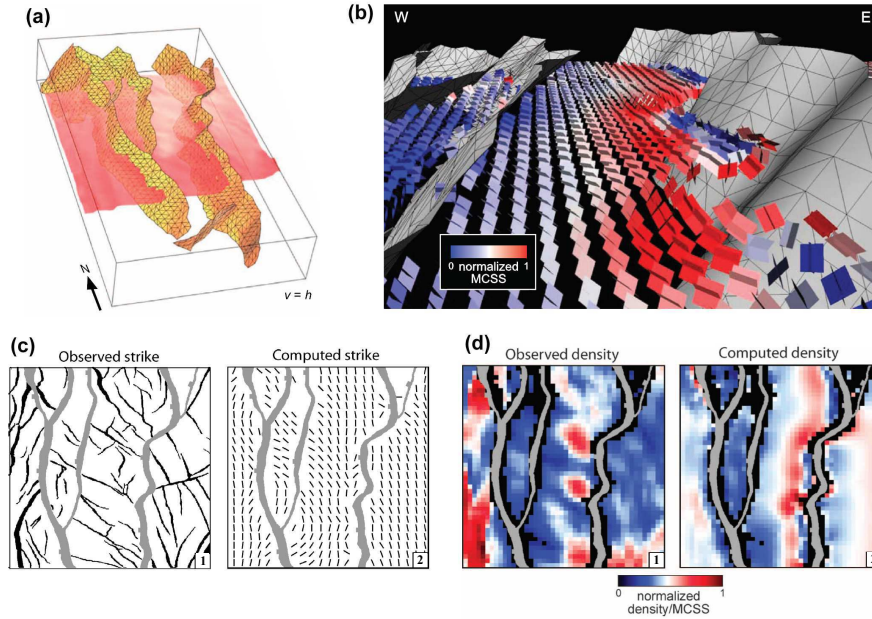 (a)
N
v = h
(b)
W
E
0 normalized 1
MCSS
(c)
Observed strike
Computed strike
1
2
(d)
Observed density
Computed density
1
0 normalized 1
density/MCSS